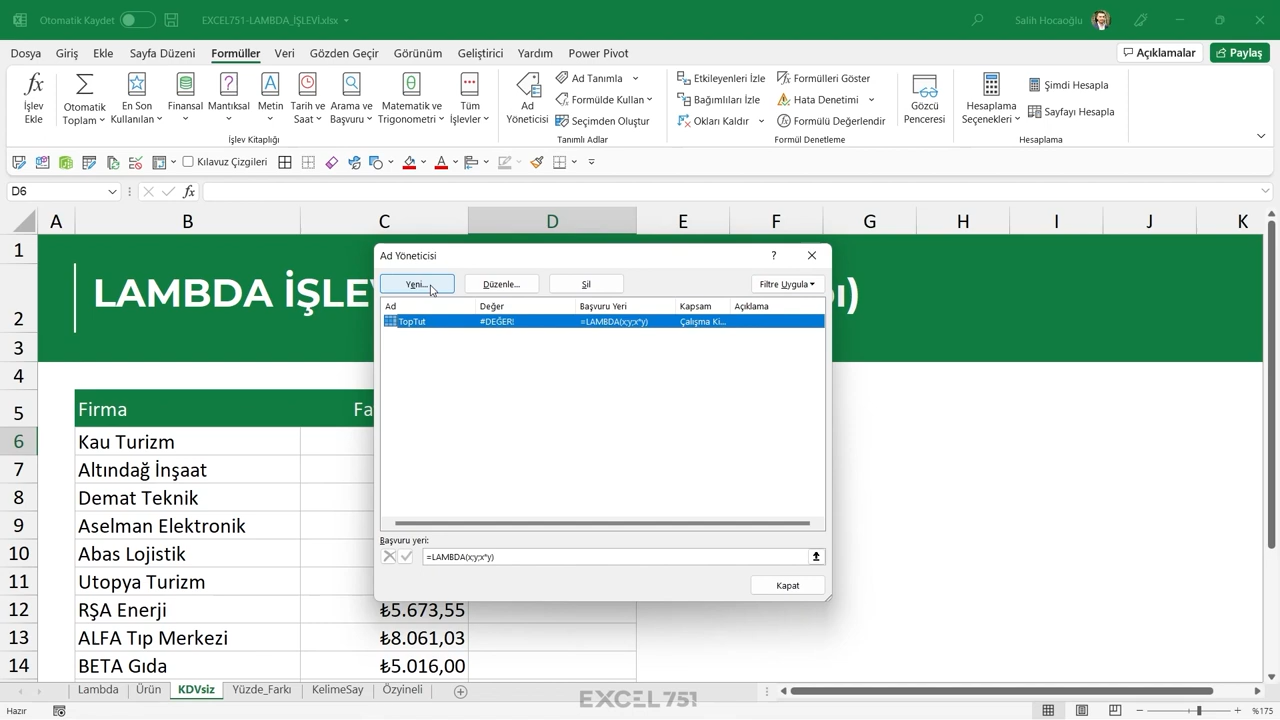 Otomatik Kaydet
EXCEL751-LAMBDA_İŞLEVİ.xlsx
Salih Hocaoğlu
Dosya Giriş Ekle Sayfa Düzeni Formüller Veri Gözden Geçir Görünüm Geliştirici Yardım Power Pivot
Açıklamalar Paylaş
İşlev Ekle
Otomatik Toplam
En Son Kullanılan
Finansal
Mantıksal
Metin
Tarih ve Saat
Arama ve Başvuru
Matematik ve Trigonometri
Tüm İşlevler
İşlev Kitaplığı
Ad Yöneticisi
Ad Tanımla
Formülde Kullan
Seçimden Oluştur
Tanımlı Adlar
Etkileyenleri İzle
Bağımlıları İzle
Okları Kaldır
Formülleri Göster
Hata Denetimi
Formülü Değerlendir
Formül Denetleme
Gözcü Penceresi
Hesaplama Seçenekleri
Şimdi Hesapla
Sayfayı Hesapla
Hesaplama
Kılavuz Çizgileri
D6
fx
A B C D E F G H I J K
1
2
3
4
5
6
7
8
9
10
11
12
13
14
LAMBDA İŞLEV
ı)
Firma Fa
Kau Turizm
Altındağ İnşaat
Demat Teknik
Aselman Elektronik
Abas Lojistik
Utopya Turizm
RŞA Enerji ₺5.673,55
ALFA Tıp Merkezi ₺8.061,03
BETA Gıda ₺5.016,00
Ad Yöneticisi ?
Yeni... Düzenle... Sil Filtre Uygula
Ad Değer Başvuru Yeri Kapsam Açıklama
TopTut #DEĞER! =LAMBDA(x;y;x*y) Çalışma Ki...
Başvuru yeri:
=LAMBDA(x;y;x*y)
Kapat
Lambda Ürün KDVsiz Yüzde_Farkı KelimeSay Özyineli
EXCEL751
Hazır
%175